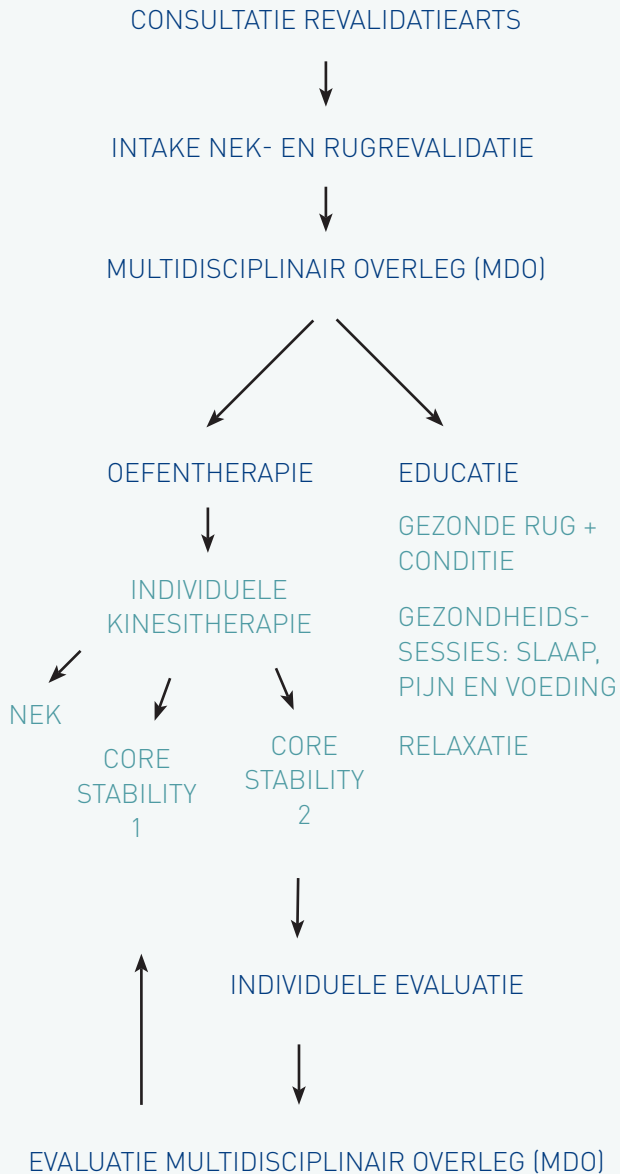 CONSULTATIE REVALIDATIEARTS
INTAKE NEK- EN RUGREVALIDATIE
MULTIDISCIPLINAIR OVERLEG (MDO)
OEFENTHERAPIE
INDIVIDUELE
KINESITHERAPIE
NEK
CORE
STABILITY
1
CORE
STABILITY
2
EDUCATIE
GEZONDE RUG +
CONDITIE
GEZONDHEIDS-
SESSIES: SLAAP,
PIJN EN VOEDING
RELAXATIE
INDIVIDUELE EVALUATIE
EVALUATIE MULTIDISCIPLINAIR OVERLEG (MDO)